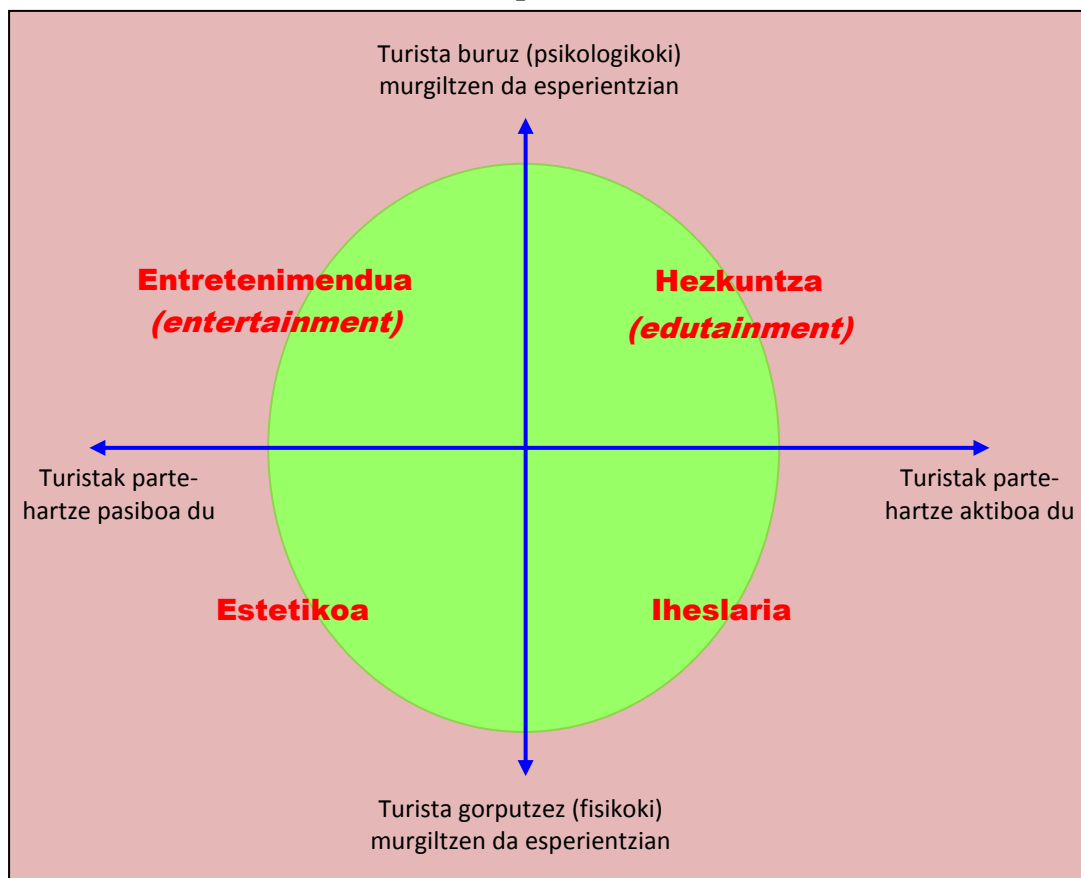 Turista buruz (psikologikoki)
murgiltzen da esperientzian
Entretenimendua
(entertainment)
Hezkuntza
(edutainment)
Turistak parte-
hartze pasiboa du
Turistak parte-
hartze aktiboa du
Estetikoa
Iheslaria
Turista gorputzez (fisikoki)
murgiltzen da esperientzian